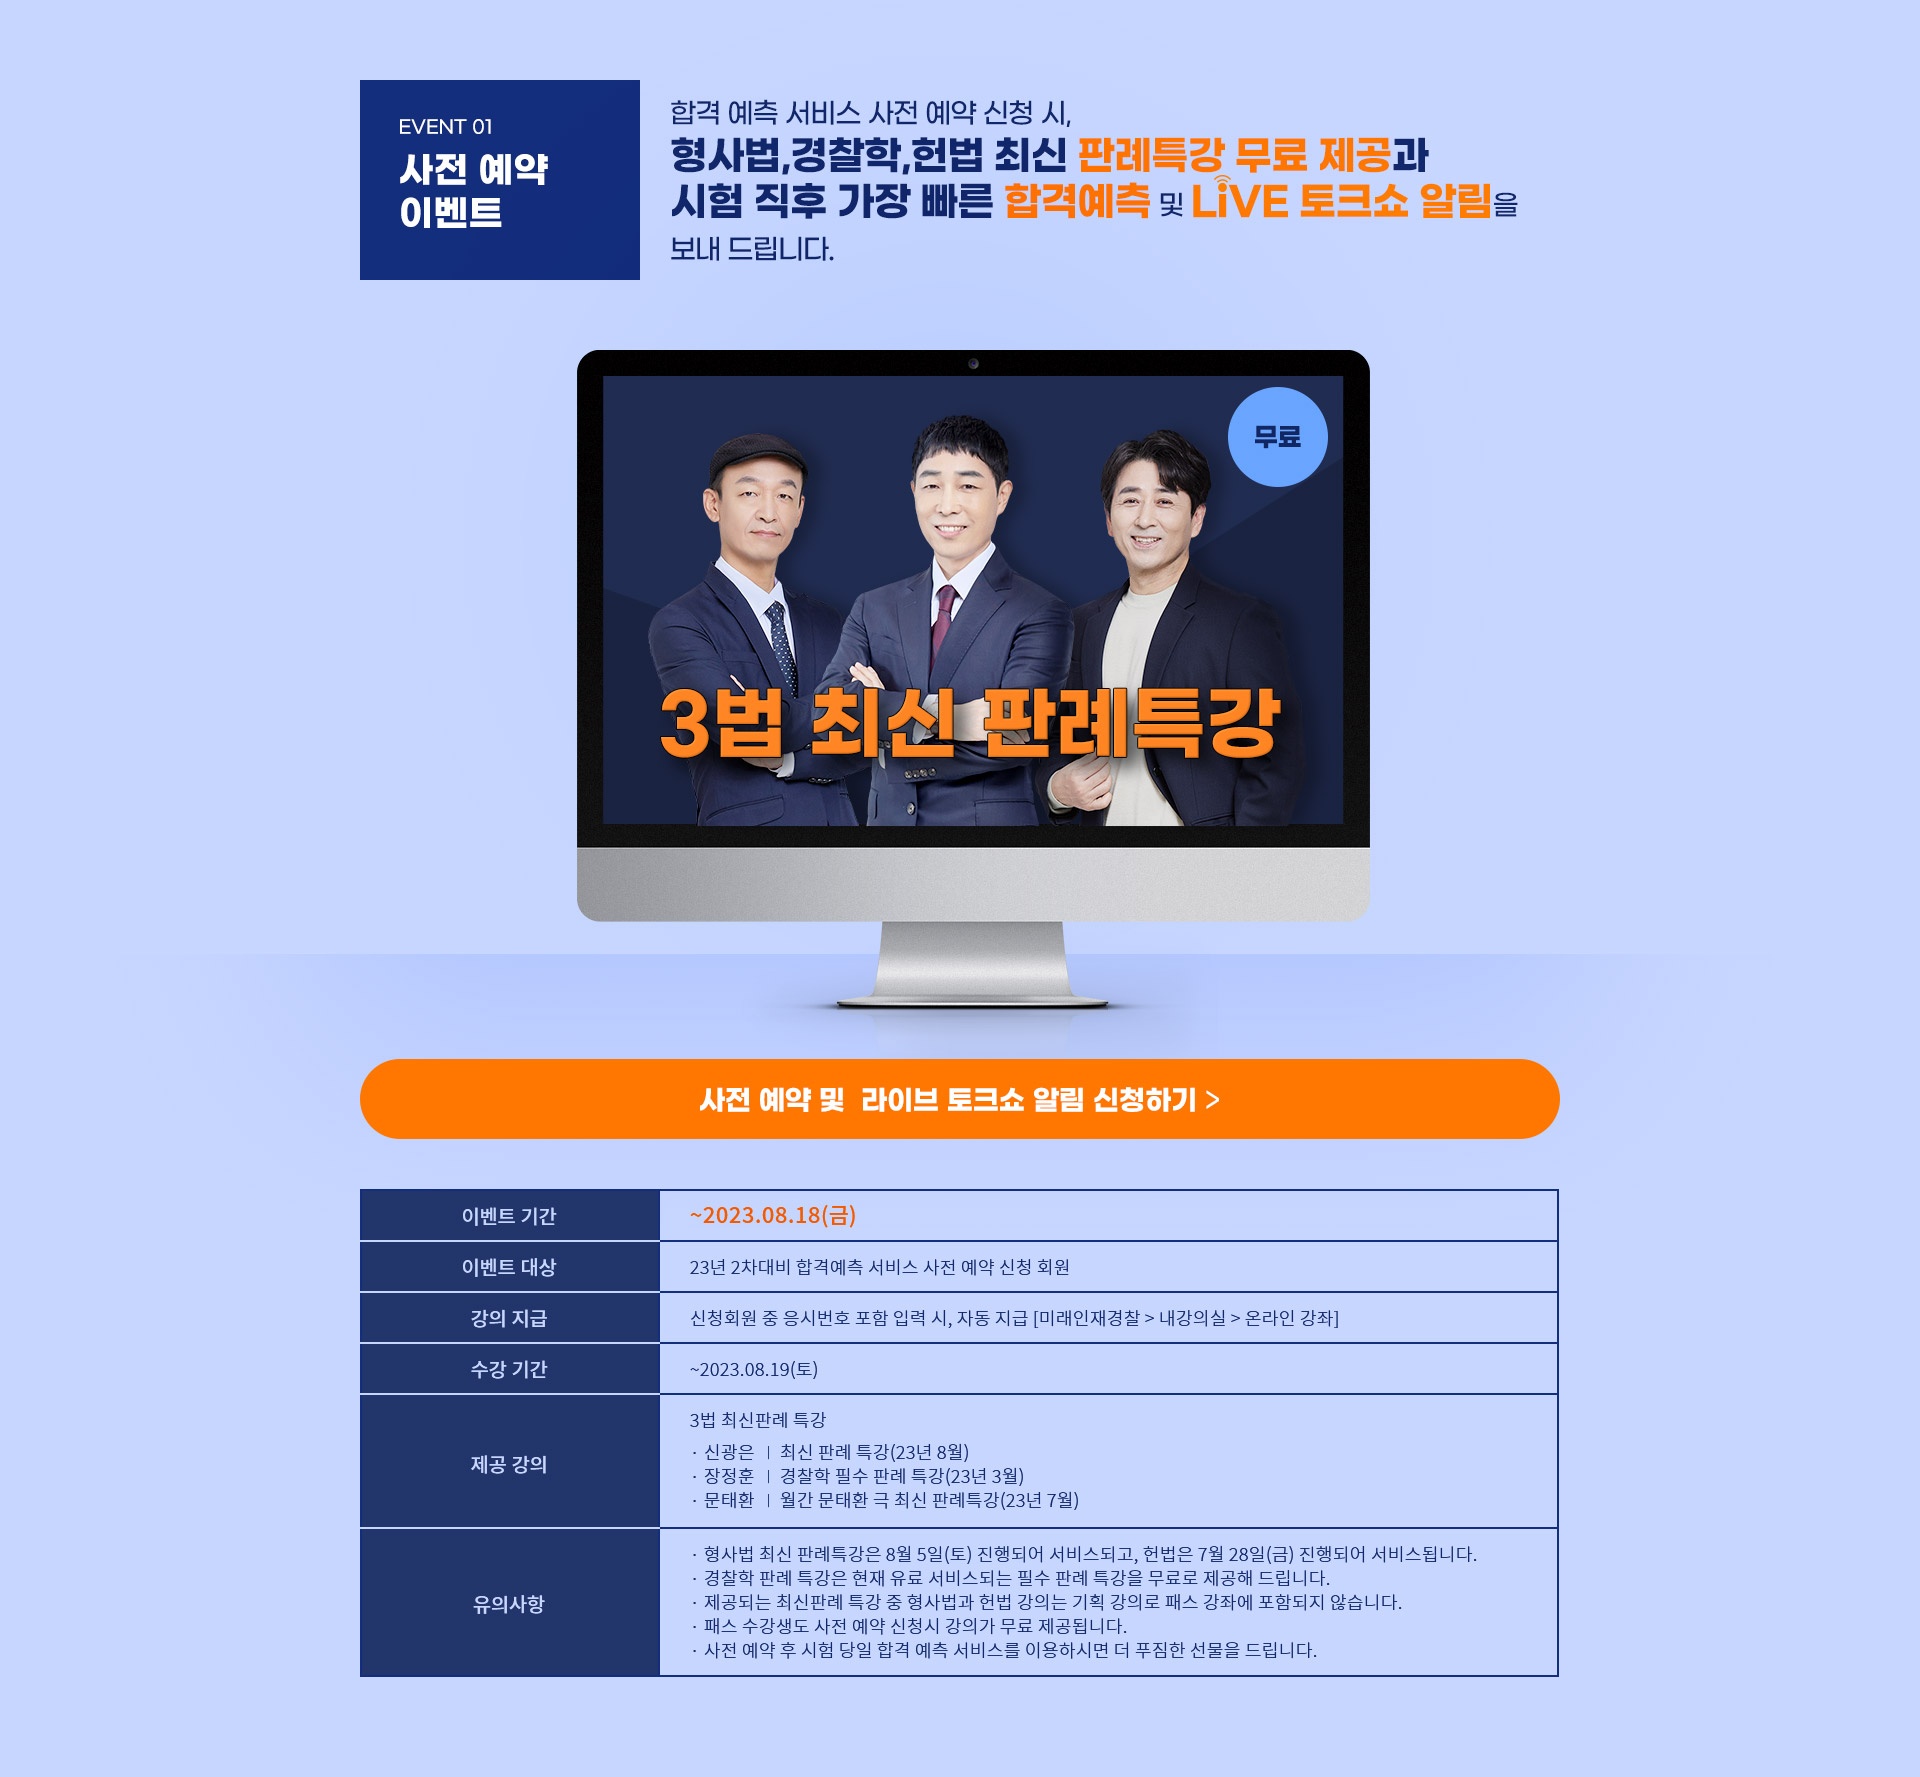 EVENT 01
사전 예약
이벤트
합격 예측 서비스 사전 예약 신청 시,
형사법,경찰학,헌법 최신 판례특강 무료 제공과
시험 직후 가장 빠른 합격예측 및 LiVE 토크쇼 알림을
보내 드립니다.
무료
3법 최신 판례특강
사전 예약 및 라이브 토크쇼 알림 신청하기 >
이벤트 기간
~2023.08.18(금)
이벤트 대상
23년 2차대비 합격예측 서비스 사전 예약 신청 회원
강의 지급
신청회원 중 응시번호 포함 입력 시, 자동 지급 [미래인재경찰 > 내강의실 > 온라인 강좌]
수강 기간
~2023.08.19(토)
제공 강의
3법 최신판례 특강
· 신광은 | 최신 판례 특강(23년 8월)
· 장정훈 | 경찰학 필수 판례 특강(23년 3월)
· 문태환 | 월간 문태환 극 최신 판례특강(23년 7월)
유의사항
· 형사법 최신 판례특강은 8월 5일(토) 진행되어 서비스되고, 헌법은 7월 28일(금) 진행되어 서비스됩니다.
· 경찰학 판례 특강은 현재 유료 서비스되는 필수 판례 특강을 무료로 제공해 드립니다.
· 제공되는 최신판례 특강 중 형사법과 헌법 강의는 기획 강의로 패스 강좌에 포함되지 않습니다.
· 패스 수강생도 사전 예약 신청시 강의가 무료 제공됩니다.
· 사전 예약 후 시험 당일 합격 예측 서비스를 이용하시면 더 푸짐한 선물을 드립니다.